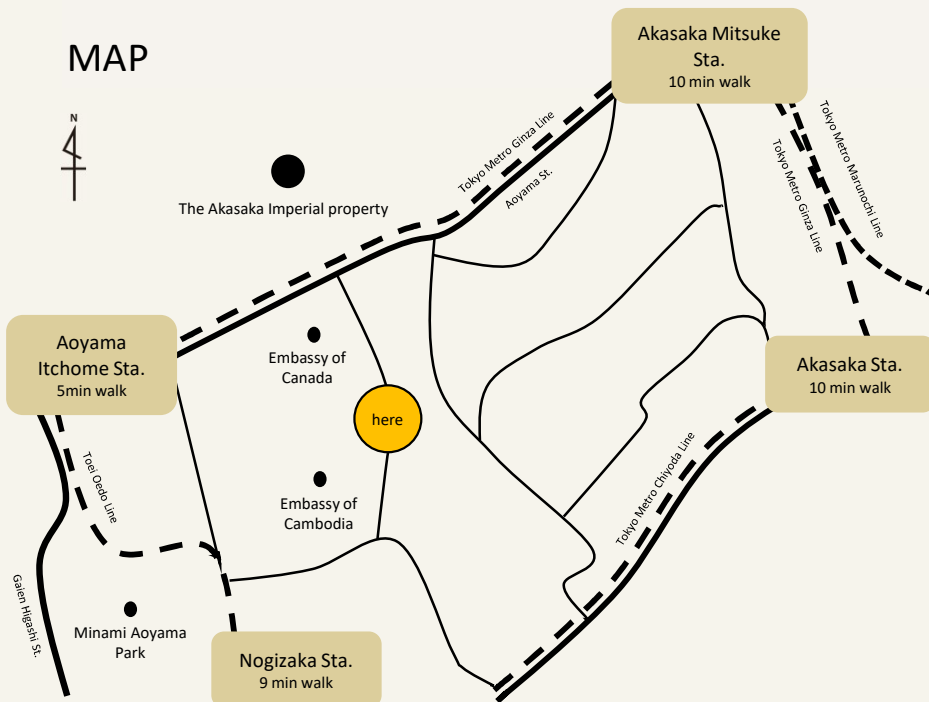 MAP
N
Akasaka Mitsuke
Sta.
10 min walk
Tokyo Metro Ginza Line
Aoyama St.
Tokyo Metro Marunochi Line
Tokyo Metro Ginza Line
The Akasaka Imperial property
Aoyama
Itchome Sta.
5min walk
Embassy of
Canada
here
Akasaka Sta.
10 min walk
Toei Oedo Line
Embassy of
Cambodia
Tokyo Metro Chiyoda Line
Gaien Higashi St.
Minami Aoyama
Park
Nogizaka Sta.
9 min walk